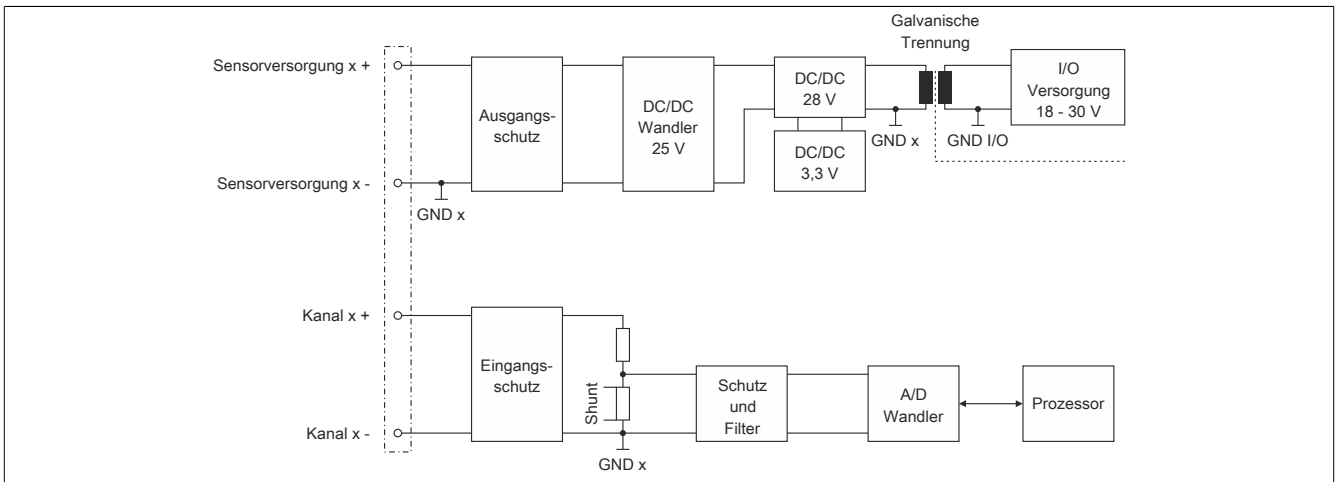 Galvanische
Trennung
Sensorversorgung x +
Ausgangs-
schutz
DC/DC
Wandler
25 V
DC/DC
28 V
DC/DC
3,3 V
GND x
GND I/O
I/O
Versorgung
18 - 30 V
Sensorversorgung x -
GND x
Kanal x +
Eingangs-
schutz
Shunt
Schutz
und
Filter
A/D
Wandler
Prozessor
Kanal x -
GND x